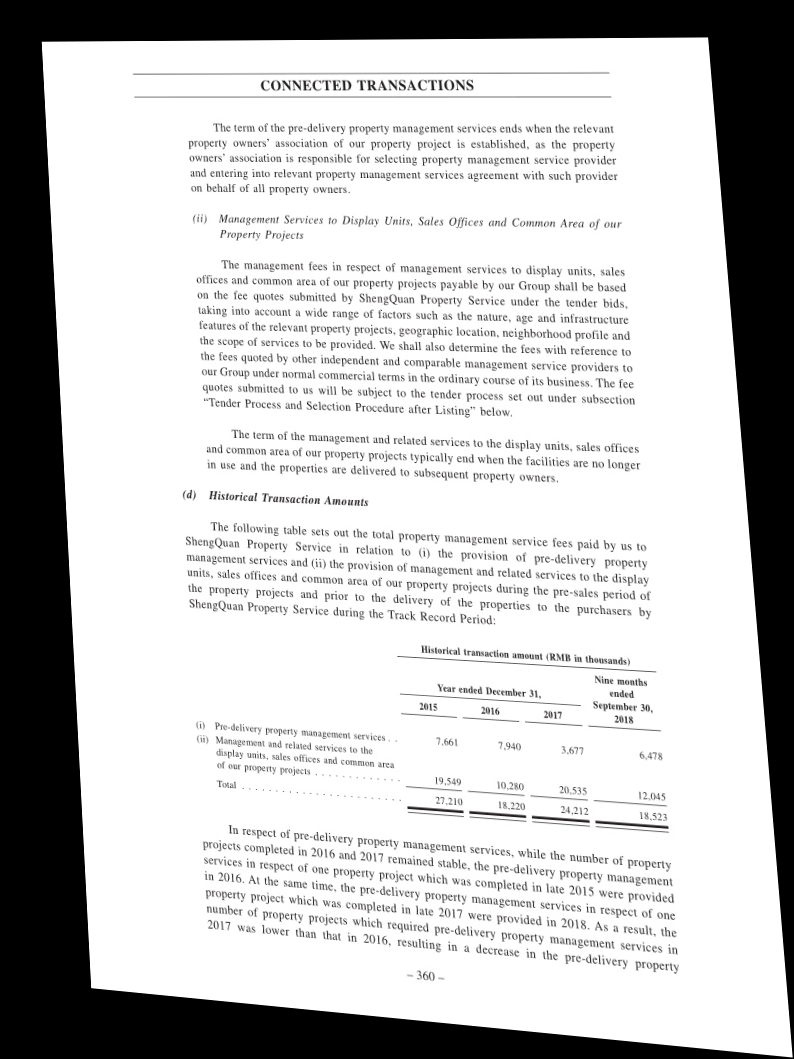 CONNECTED TRANSACTIONS
The term of the pre-delivery property management services ends when the relevant
property owners' association of our property project is established, as the property
owners' association is responsible for selecting property management service provider
and entering into relevant property management services agreement with such provider
on behalf of all property owners.
(ii) Management Services to Display Units, Sales Offices and Common Area of our
Property Projects
The management fees in respect of management services to display units, sales
offices and common area of our property projects payable by our Group shall be based
on the fee quotes submitted by ShengQuan Property Service under the tender bids,
taking into account a wide range of factors such as the nature, age and infrastructure
features of the relevant property projects, geographic location, neighborhood profile and
the scope of services to be provided. We shall also determine the fees with reference to
the fees quoted by other independent and comparable management service providers to
our Group under normal commercial terms in the ordinary course of its business. The fee
quotes submitted to us will be subject to the tender process set out under subsection
“Tender Process and Selection Procedure after Listing” below.
The term of the management and related services to the display units, sales offices
and common area of our property projects typically end when the facilities are no longer
in use and the properties are delivered to subsequent property owners.
(d) Historical Transaction Amounts
The following table sets out the total property management service fees paid by us to
ShengQuan Property Service in relation to (i) the provision of pre-delivery property
management services and (ii) the provision of management and related services to the display
units, sales offices and common area of our property projects during the pre-sales period of
the property projects and prior to the delivery of the properties to the purchasers by
ShengQuan Property Service during the Track Record Period:
Historical transaction amount (RMB in thousands)
Year ended December 31,
Nine months
ended
September 30,
2015 2016 2017 2018
(i) Pre-delivery property management services . . 7,661 7,940 3,677 6,478
(ii) Management and related services to the
display units, sales offices and common area
of our property projects . . . . . . . . . . . . . 19,549 10,280 20,535 12,045
Total . . . . . . . . . . . . . . . . . . . . . . . . 27,210 18,220 24,212 18,523
In respect of pre-delivery property management services, while the number of property
projects completed in 2016 and 2017 remained stable, the pre-delivery property management
services in respect of one property project which was completed in late 2015 were provided
in 2016. At the same time, the pre-delivery property management services in respect of one
property project which was completed in late 2017 were provided in 2018. As a result, the
number of property projects which required pre-delivery property management services in
2017 was lower than that in 2016, resulting in a decrease in the pre-delivery property
– 360 –